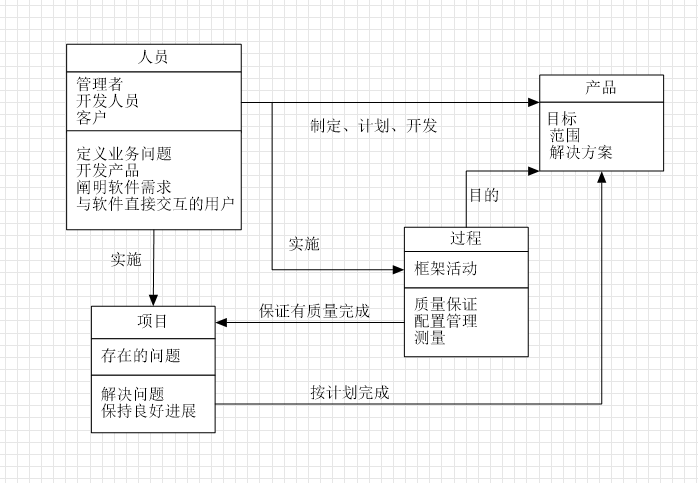 人员
管理者
开发人员
客户
定义业务问题
开发产品
阐明软件需求
与软件直接交互的用户
产品
目标
范围
解决方案
制定、计划、开发
目的
实施
过程
框架活动
质量保证
配置管理
测量
实施
保证有质量完成
项目
存在的问题
解决问题
保持良好进展
按计划完成